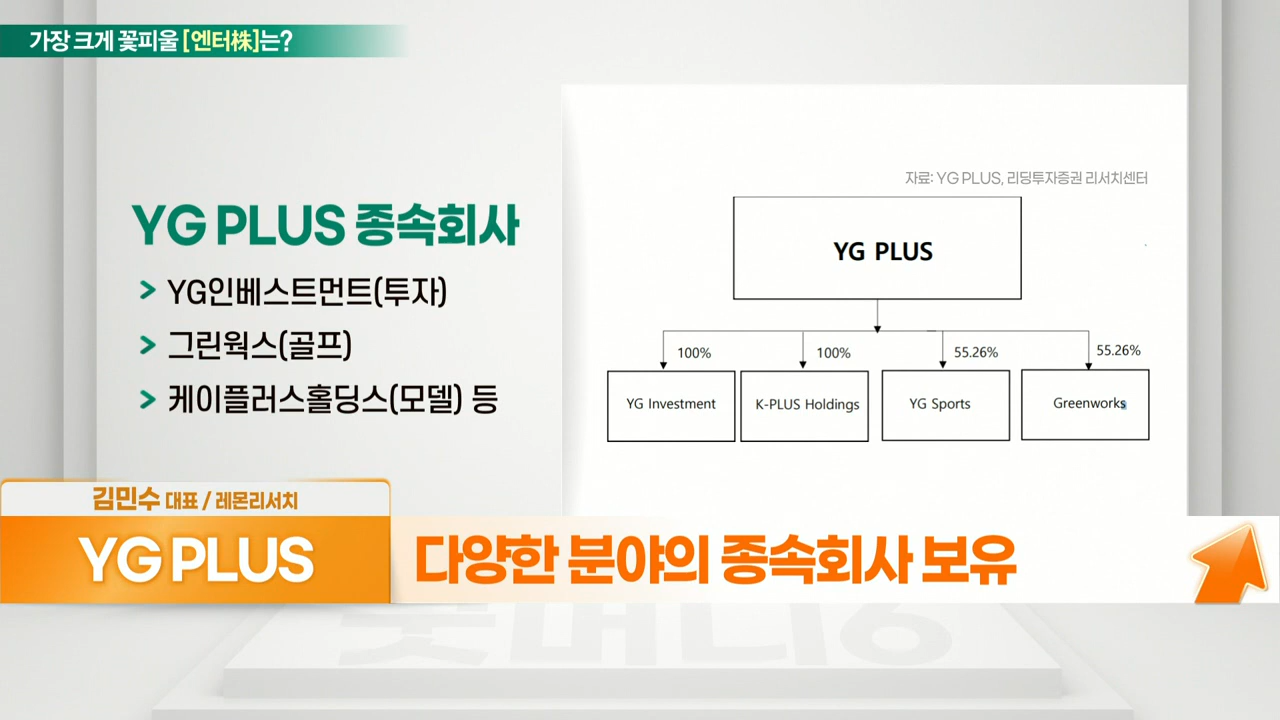 가장 크게 꽃피울 [엔터株]는?
YG PLUS 종속회사
> YG인베스트먼트(투자)
> 그린웍스(골프)
> 케이플러스홀딩스(모델) 등
자료: YG PLUS, 리딩투자증권 리서치센터
YG PLUS
100%
100%
55.26%
55.26%
YG Investment
K-PLUS Holdings
YG Sports
Greenworks
김민수 대표 / 레몬리서치
YG PLUS
다양한 분야의 종속회사 보유
굿머니6